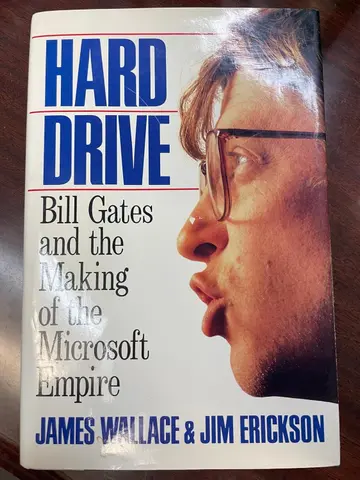 HARD
DRIVE
Bill Gates
and the
Making
of the
Microsoft
Empire
JAMES WALLACE & JIM ERICKSON